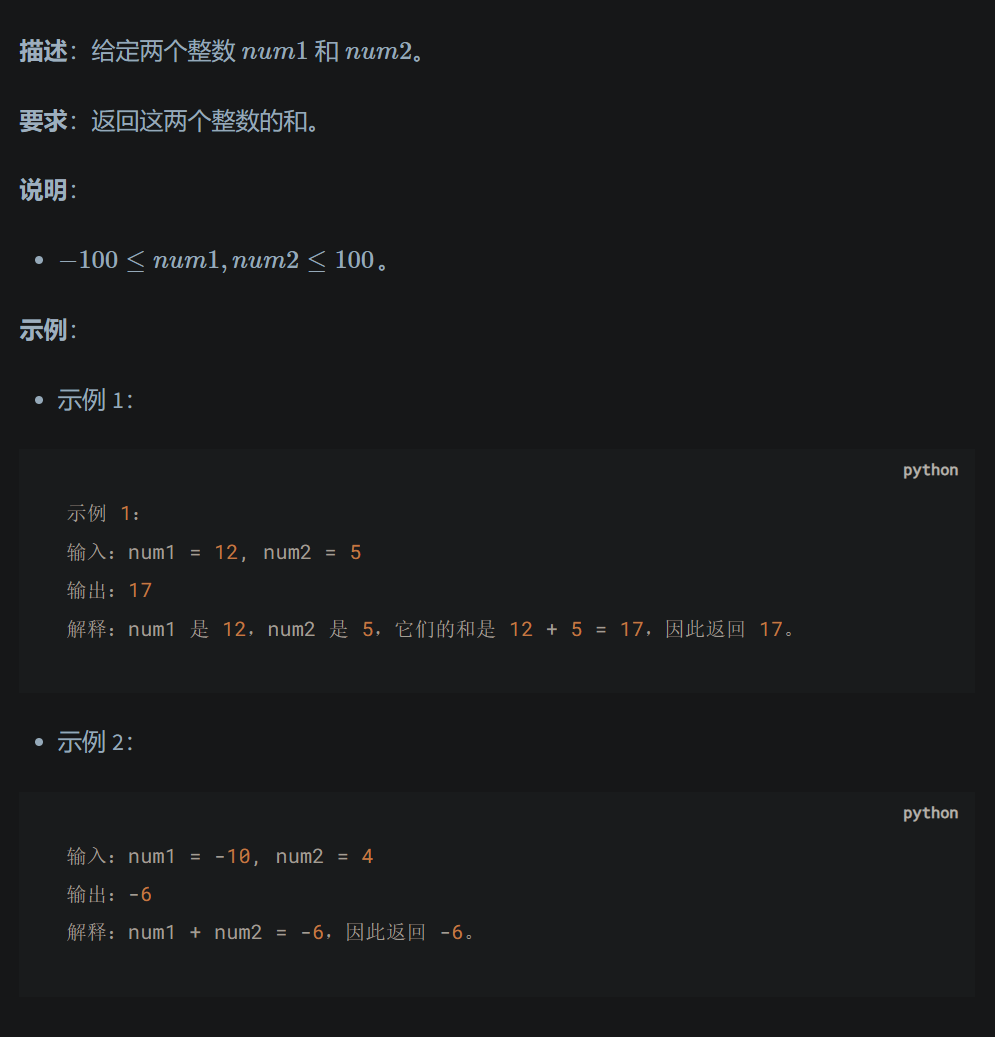 描述：给定两个整数 num1 和 num2。
要求：返回这两个整数的和。
说明：
• −100 ≤ num1, num2 ≤ 100。
示例：
• 示例 1：
python
示例 1：
输入：num1 = 12, num2 = 5
输出：17
解释：num1 是 12，num2 是 5，它们的和是 12 + 5 = 17，因此返回 17。
• 示例 2：
python
输入：num1 = -10, num2 = 4
输出：-6
解释：num1 + num2 = -6，因此返回 -6。